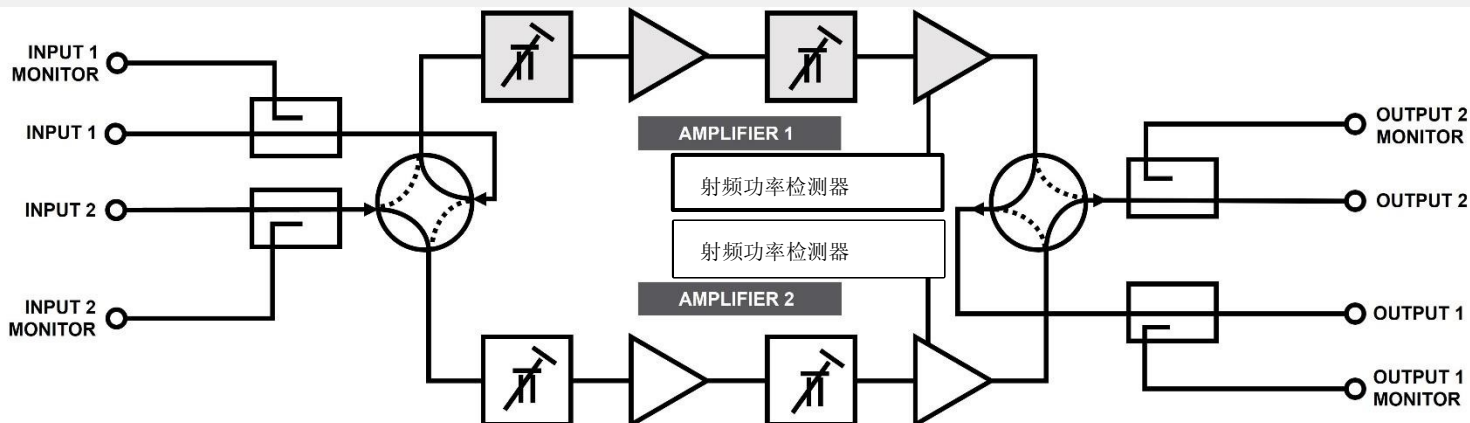 INPUT 1
MONITOR
INPUT 1
INPUT 2
INPUT 2
MONITOR
AMPLIFIER 1
射频功率检测器
射频功率检测器
AMPLIFIER 2
OUTPUT 2
MONITOR
OUTPUT 2
OUTPUT 1
OUTPUT 1
MONITOR